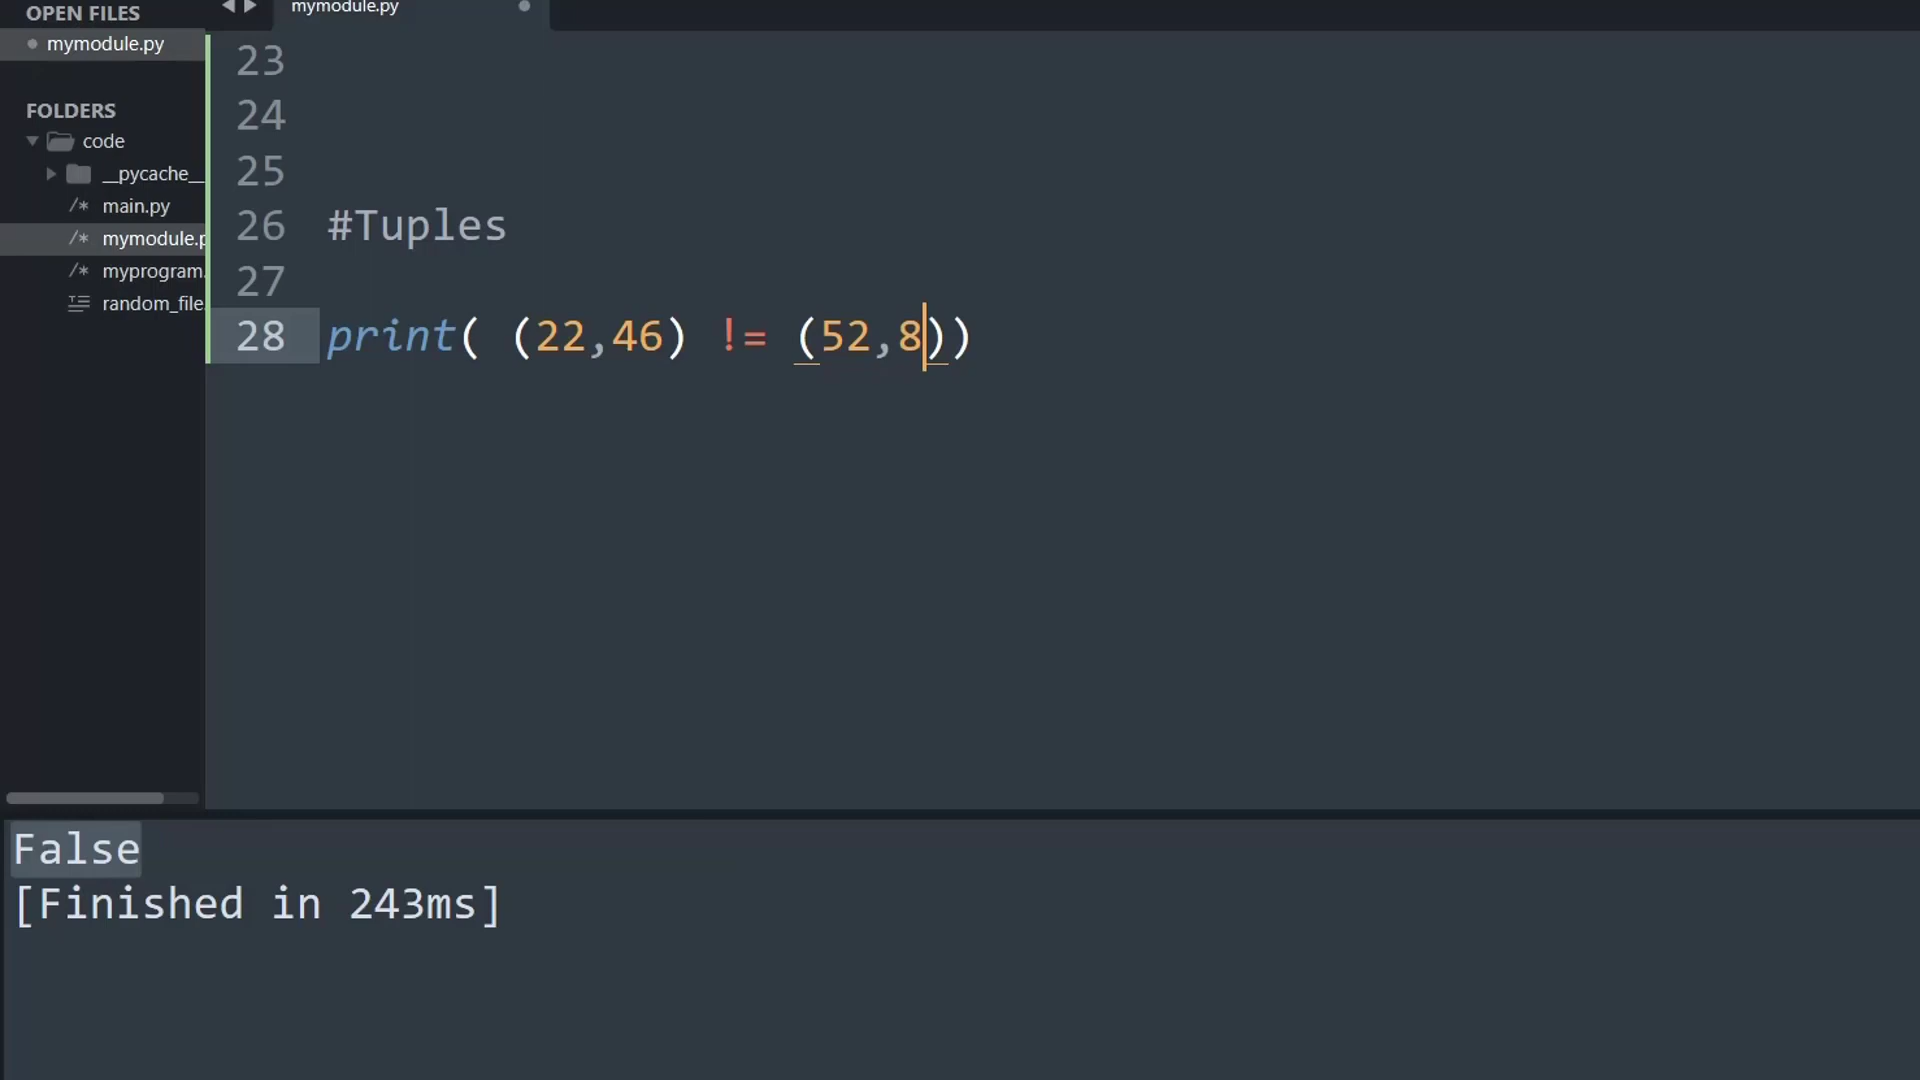 OPEN FILES
mymodule.py
FOLDERS
code
__pycache__
main.py
mymodule.p
myprogram.
random_file.
mymodule.py
23
24
25
26 #Tuples
27
28 print( (22,46) != (52,8))
False
[Finished in 243ms]